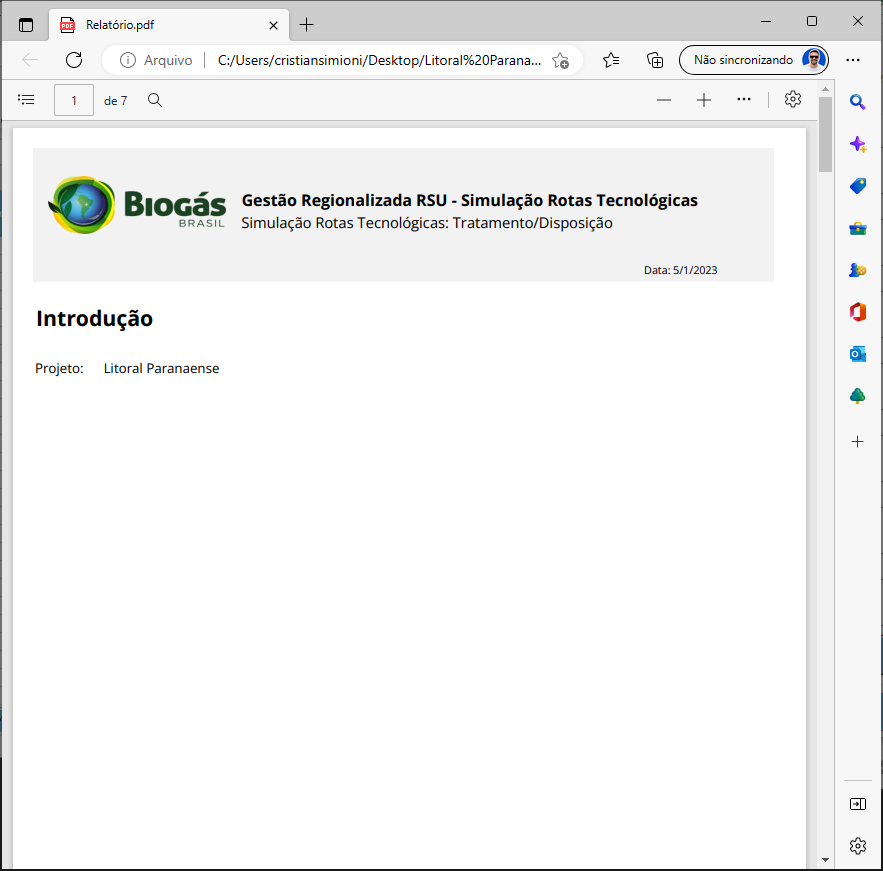 Relatório.pdf
Arquivo
C:/Users/cristiansimioni/Desktop/Litoral%20Parana...
Não sincronizando
1
de 7
BIOGÁS
BRASIL
Gestão Regionalizada RSU - Simulação Rotas Tecnológicas
Simulação Rotas Tecnológicas: Tratamento/Disposição
Data: 5/1/2023
Introdução
Projeto:
Litoral Paranaense